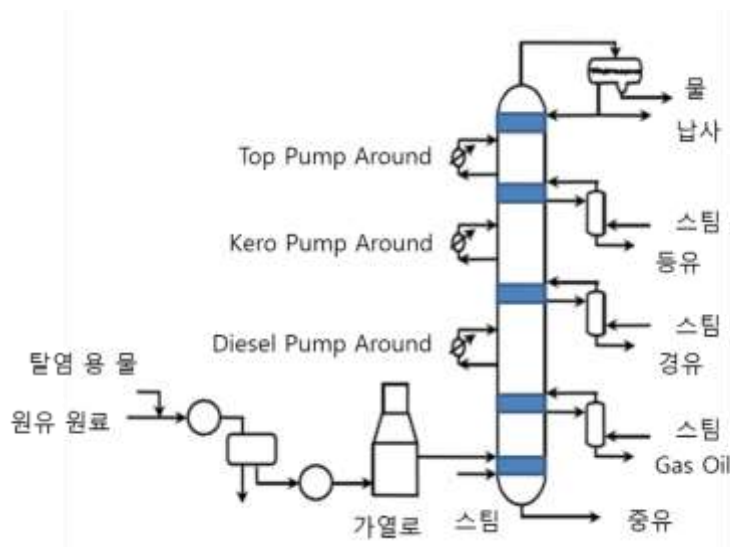 물
납사
Top Pump Around
스팀
Kero Pump Around
등유
스팀
Diesel Pump Around
경유
탈염 용 물
원유 원료
스팀
Gas Oil
가열로
스팀
중유